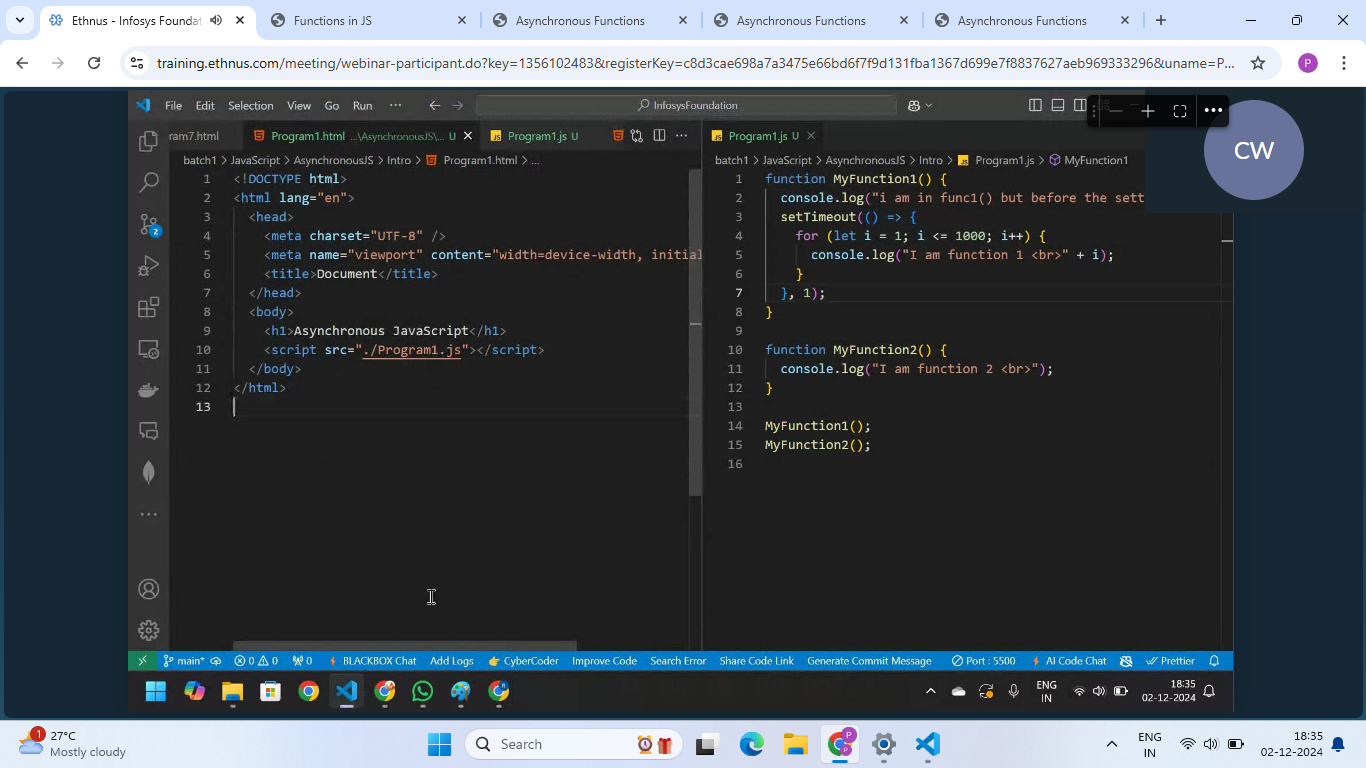 Ethnus - Infosys Foundat
Functions in JS
Asynchronous Functions
Asynchronous Functions
Asynchronous Functions
training.ethnus.com/meeting/webinar-participant.do?key=1356102483&registerKey=c8d3cae698a7a3475e66bd6f7f9d131fba1367d699e7f8837627aeb969333296&uname=P...
P
File Edit Selection View Go Run ...
InfosysFoundation
CW
ram7.html
Program1.html ...\AsynchronousJS\... U
Program1.js U
batch1 > JavaScript > AsynchronousJS > Intro > Program1.html > ...
1 <!DOCTYPE html>
2 <html lang="en">
3 <head>
4 <meta charset="UTF-8" />
5 <meta name="viewport" content="width=device-width, initial
6 <title>Document</title>
7 </head>
8 <body>
9 <h1>Asynchronous JavaScript</h1>
10 <script src="./Program1.js"></script>
11 </body>
12 </html>
13
Program1.js U
batch1 > JavaScript > AsynchronousJS > Intro > Program1.js > MyFunction1
1 function MyFunction1() {
2 console.log("i am in func1() but before the sett
3 setTimeout(() => {
4 for (let i = 1; i <= 1000; i++) {
5 console.log("I am function 1 <br>" + i);
6 }
7 }, 1);
8 }
9
10 function MyFunction2() {
11 console.log("I am function 2 <br>");
12 }
13
14 MyFunction1();
15 MyFunction2();
16
2
main* 0 0 0 BLACKBOX Chat Add Logs CyberCoder Improve Code Search Error Share Code Link Generate Commit Message Port : 5500 AI Code Chat Prettier
ENG
IN
18:35
02-12-2024
1
27°C
Mostly cloudy
Search
P
ENG
IN
18:35
02-12-2024